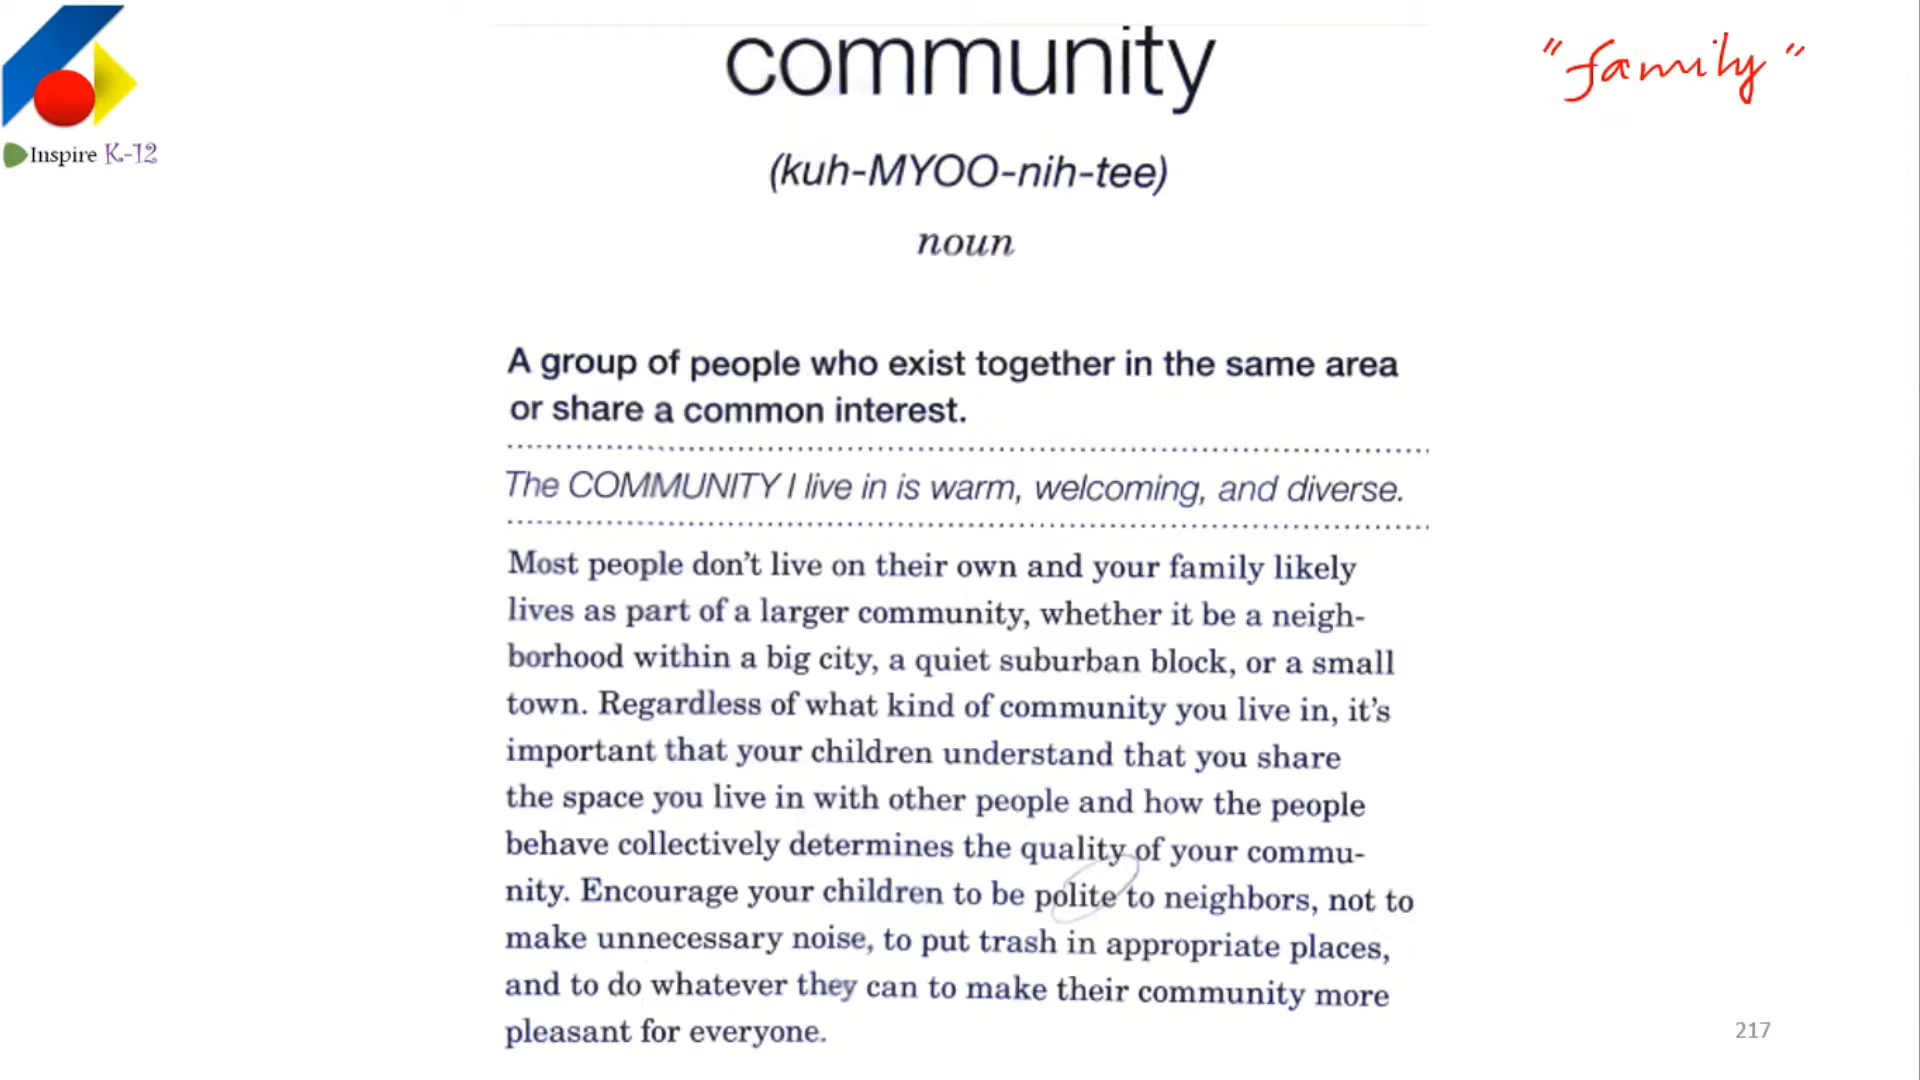 community
"family"
Inspire K-12
(kuh-MYOO-nih-tee)
noun
A group of people who exist together in the same area
or share a common interest.
The COMMUNITY I live in is warm, welcoming, and diverse.
Most people don't live on their own and your family likely
lives as part of a larger community, whether it be a neigh-
borhood within a big city, a quiet suburban block, or a small
town. Regardless of what kind of community you live in, it's
important that your children understand that you share
the space you live in with other people and how the people
behave collectively determines the quality of your commu-
nity. Encourage your children to be polite to neighbors, not to
make unnecessary noise, to put trash in appropriate places,
and to do whatever they can to make their community more
pleasant for everyone.
217